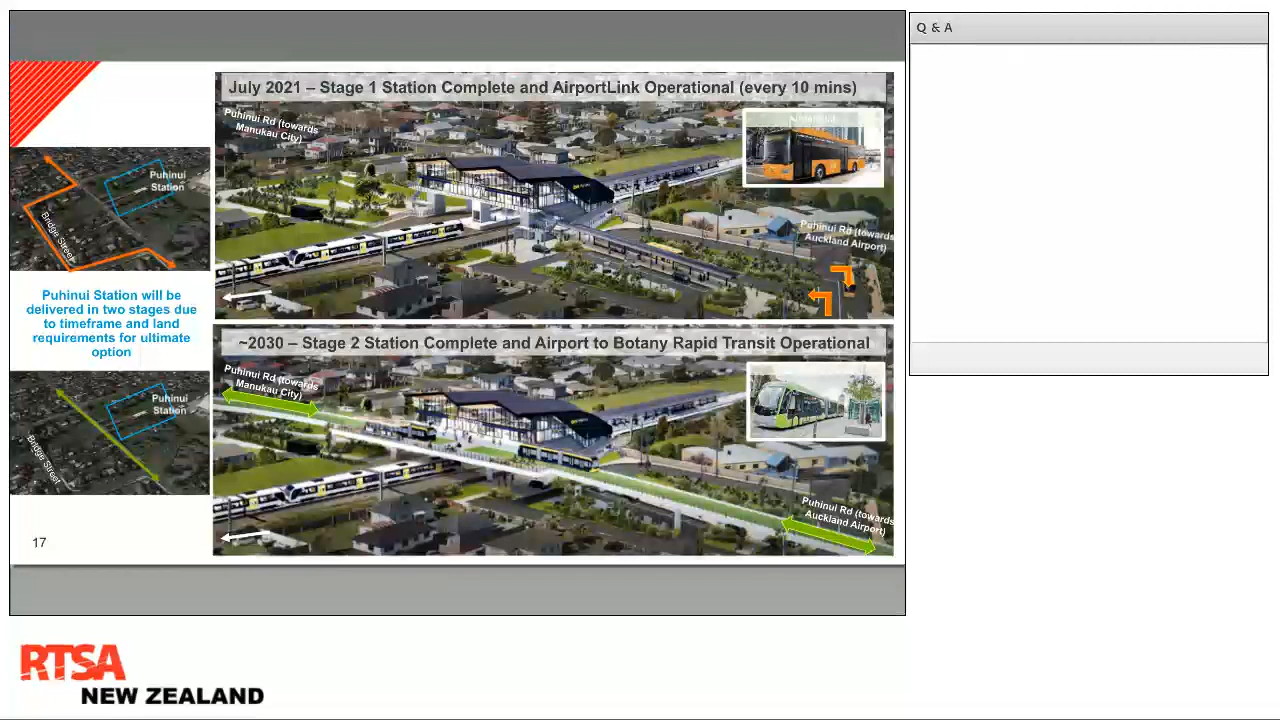 Q & A
July 2021 – Stage 1 Station Complete and AirportLink Operational (every 10 mins)
Puhinui Rd (towards
Manukau City)
Puhinui Rd (towards
Auckland Airport)
Puhinui
Station
Bridge Street
Puhinui Station will be
delivered in two stages due
to timeframe and land
requirements for ultimate
option
~2030 – Stage 2 Station Complete and Airport to Botany Rapid Transit Operational
Puhinui Rd (towards
Manukau City)
Puhinui Rd (towards
Auckland Airport)
Puhinui
Station
Bridge Street
17
RTSA
NEW ZEALAND